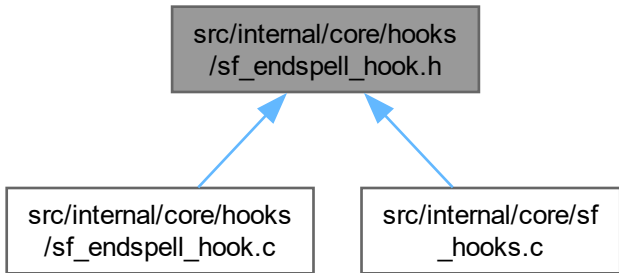 src/internal/core/hooks
/sf_endspell_hook.h
src/internal/core/hooks
/sf_endspell_hook.c
src/internal/core/sf
_hooks.c